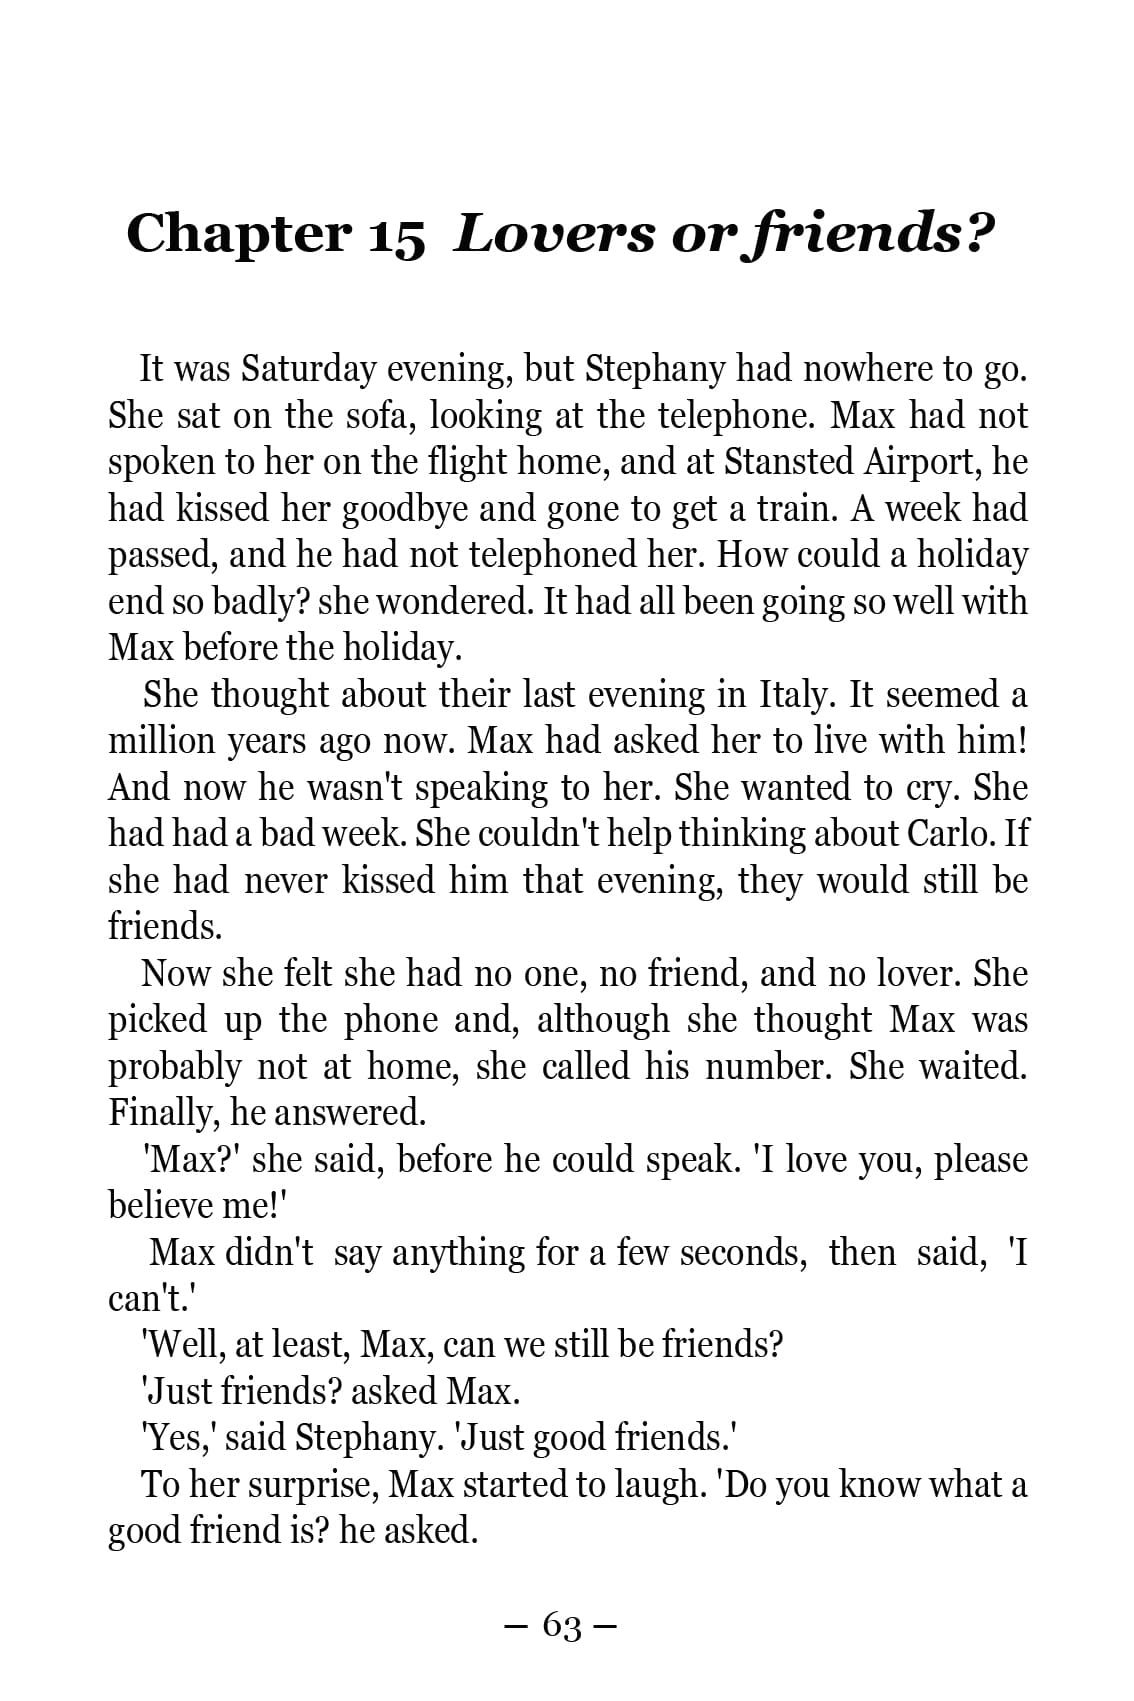 Chapter 15 Lovers or friends?
It was Saturday evening, but Stephany had nowhere to go.
She sat on the sofa, looking at the telephone. Max had not
spoken to her on the flight home, and at Stansted Airport, he
had kissed her goodbye and gone to get a train. A week had
passed, and he had not telephoned her. How could a holiday
end so badly? she wondered. It had all been going so well with
Max before the holiday.
She thought about their last evening in Italy. It seemed a
million years ago now. Max had asked her to live with him!
And now he wasn't speaking to her. She wanted to cry. She
had had a bad week. She couldn't help thinking about Carlo. If
she had never kissed him that evening, they would still be
friends.
Now she felt she had no one, no friend, and no lover. She
picked up the phone and, although she thought Max was
probably not at home, she called his number. She waited.
Finally, he answered.
'Max?' she said, before he could speak. 'I love you, please
believe me!'
Max didn't say anything for a few seconds, then said, 'I
can't.'
'Well, at least, Max, can we still be friends?
'Just friends? asked Max.
'Yes,' said Stephany. 'Just good friends.'
To her surprise, Max started to laugh. 'Do you know what a
good friend is? he asked.
– 63 –